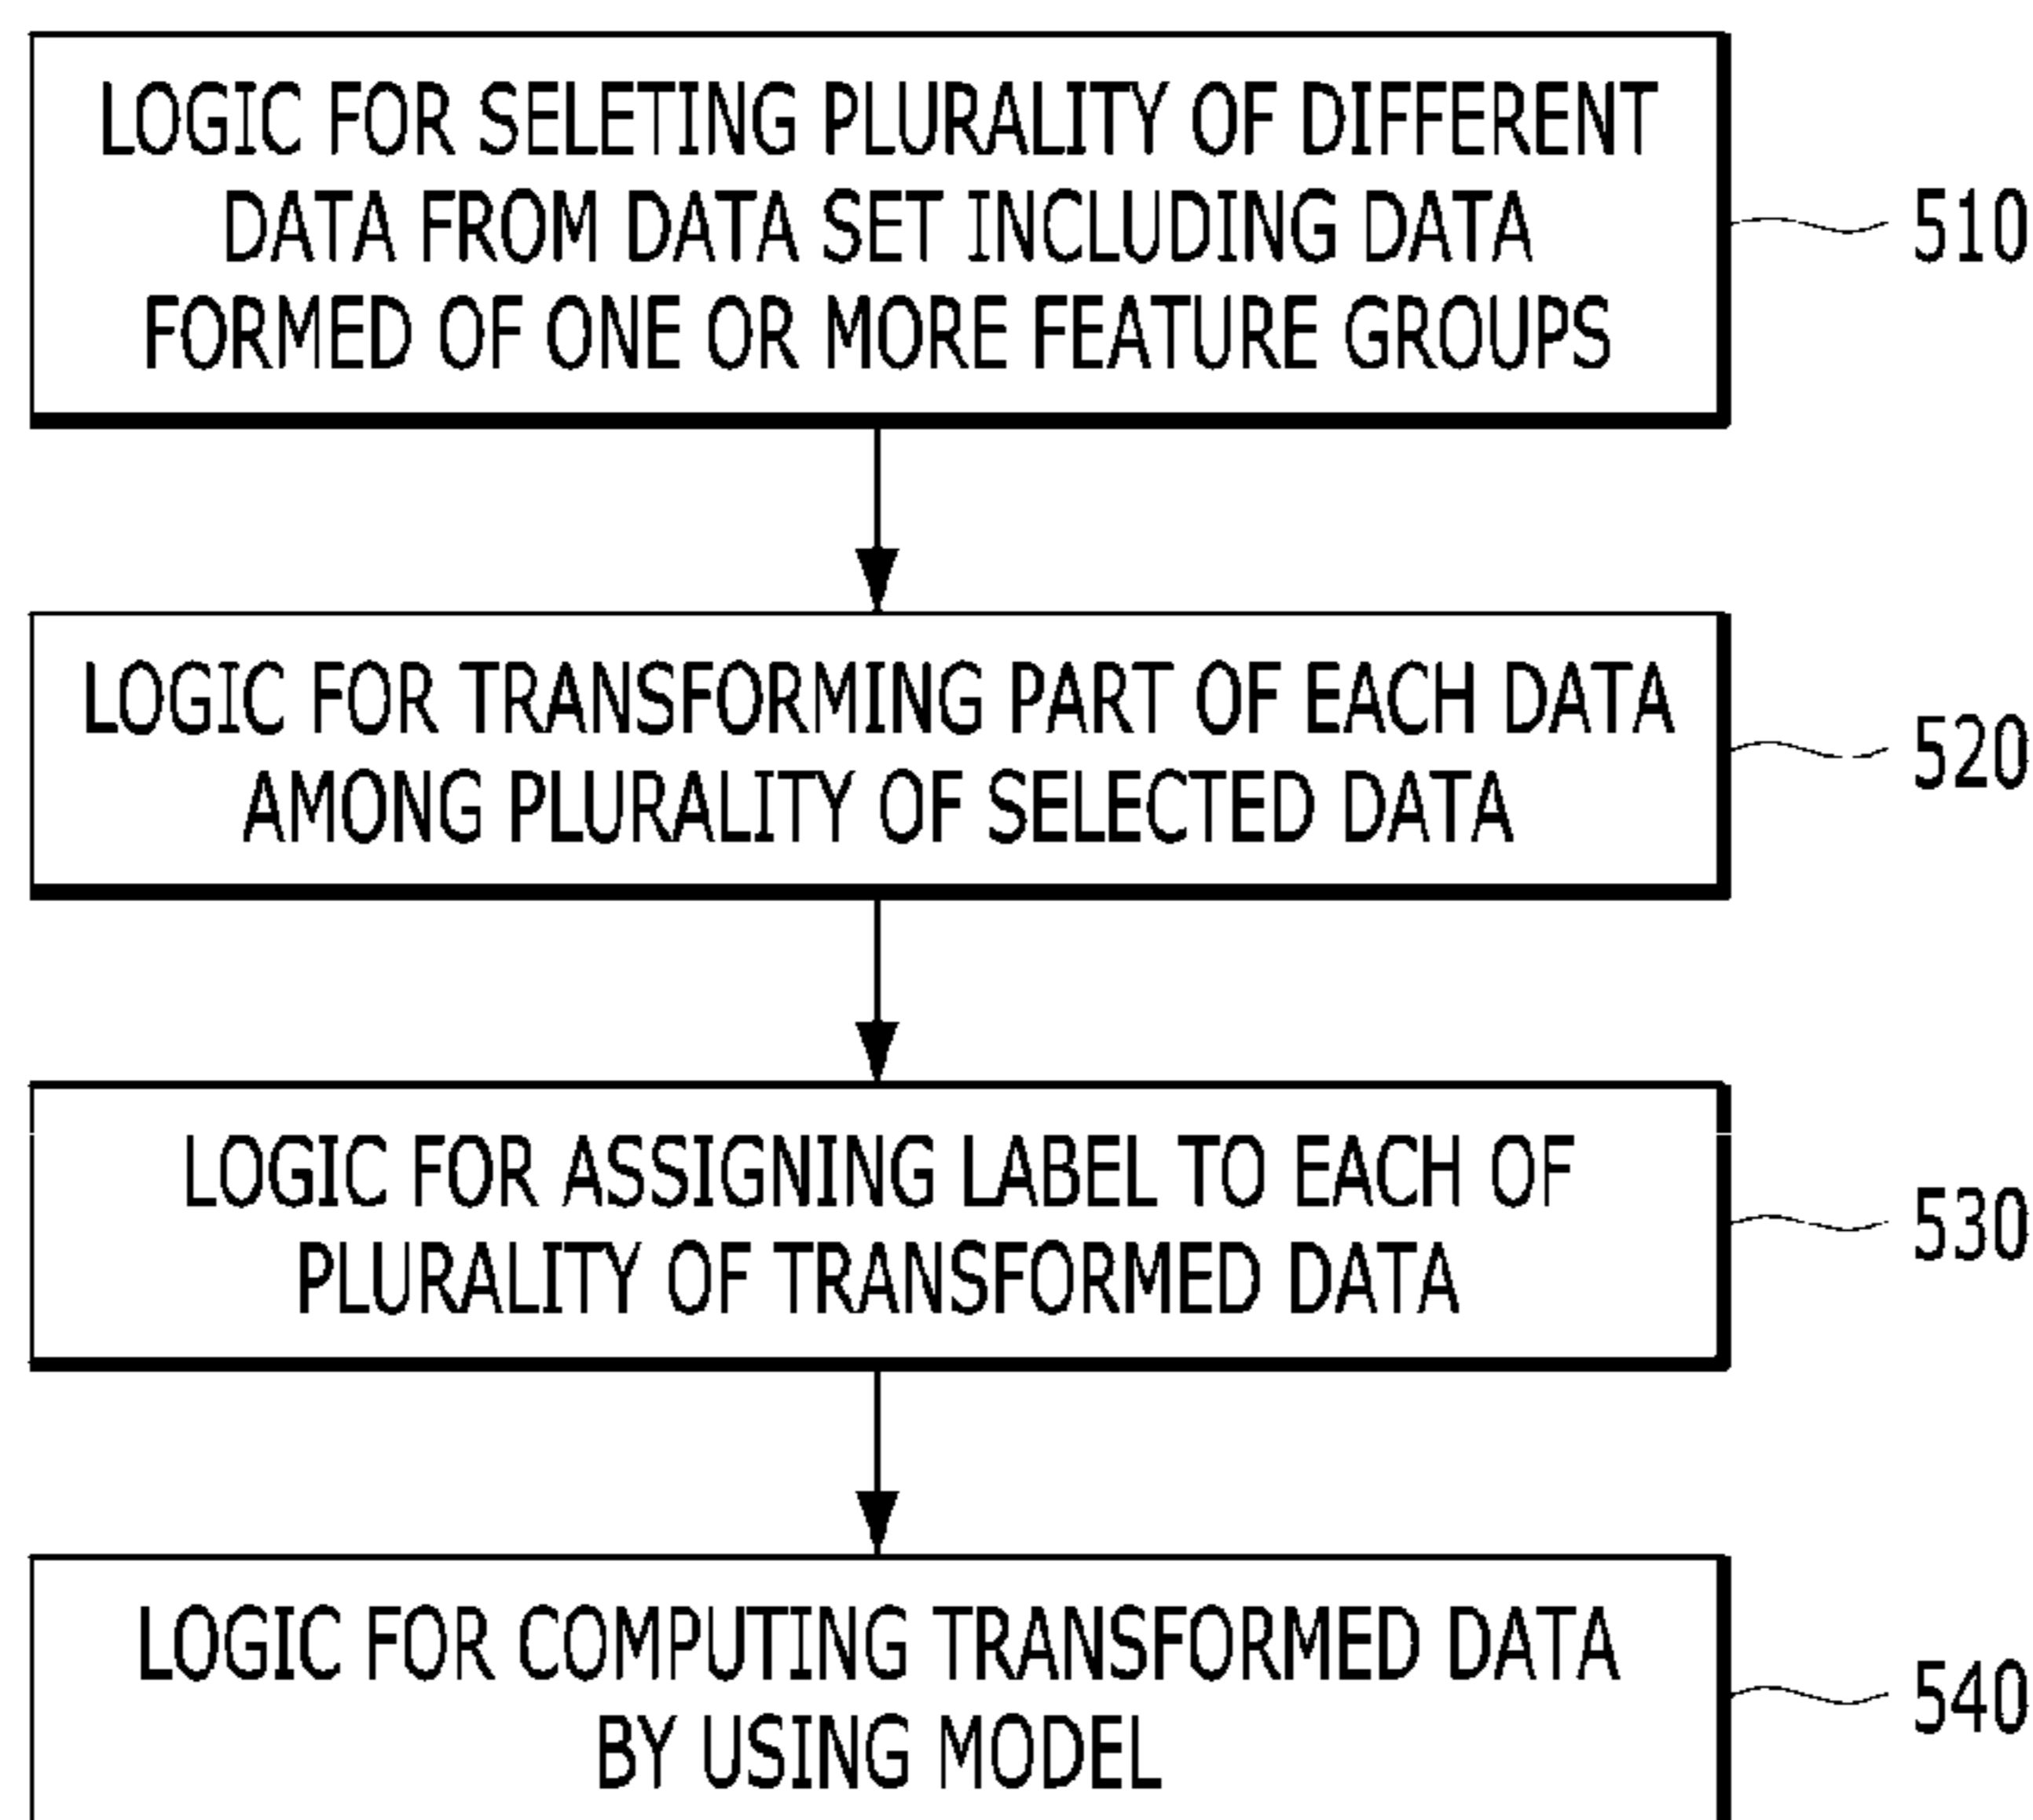 LOGIC FOR SELETING PLURALITY OF DIFFERENT
DATA FROM DATA SET INCLUDING DATA
FORMED OF ONE OR MORE FEATURE GROUPS
510
LOGIC FOR TRANSFORMING PART OF EACH DATA
AMONG PLURALITY OF SELECTED DATA
520
LOGIC FOR ASSIGNING LABEL TO EACH OF
PLURALITY OF TRANSFORMED DATA
530
LOGIC FOR COMPUTING TRANSFORMED DATA
BY USING MODEL
540